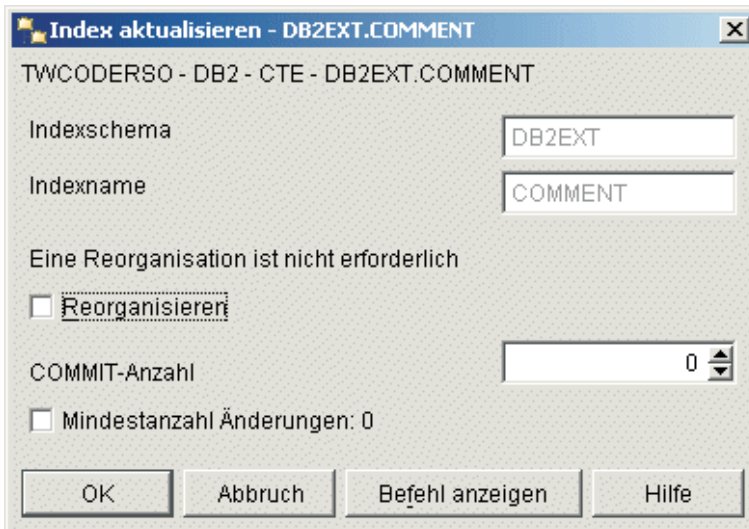 Index aktualisieren - DB2EXT.COMMENT
TWCODERSO - DB2 - CTE - DB2EXT.COMMENT
Indexschema DB2EXT
Indexname COMMENT
Eine Reorganisation ist nicht erforderlich
Reorganisieren
COMMIT-Anzahl 0
Mindestanzahl Änderungen: 0
OK Abbruch Befehl anzeigen Hilfe